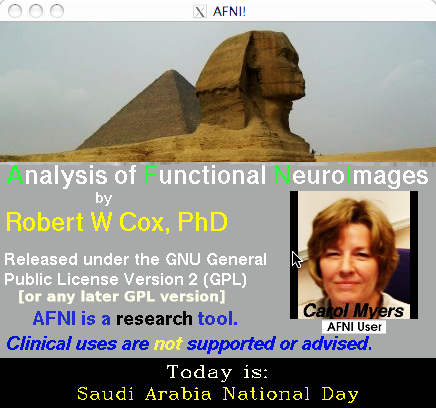 AFNI!
Analysis of Functional NeuroImages
by
Robert W Cox, PhD
Released under the GNU General
Public License Version 2 (GPL)
[or any later GPL version]
Carol Myers
AFNI User
AFNI is a research tool.
Clinical uses are not supported or advised.
Today is:
Saudi Arabia National Day